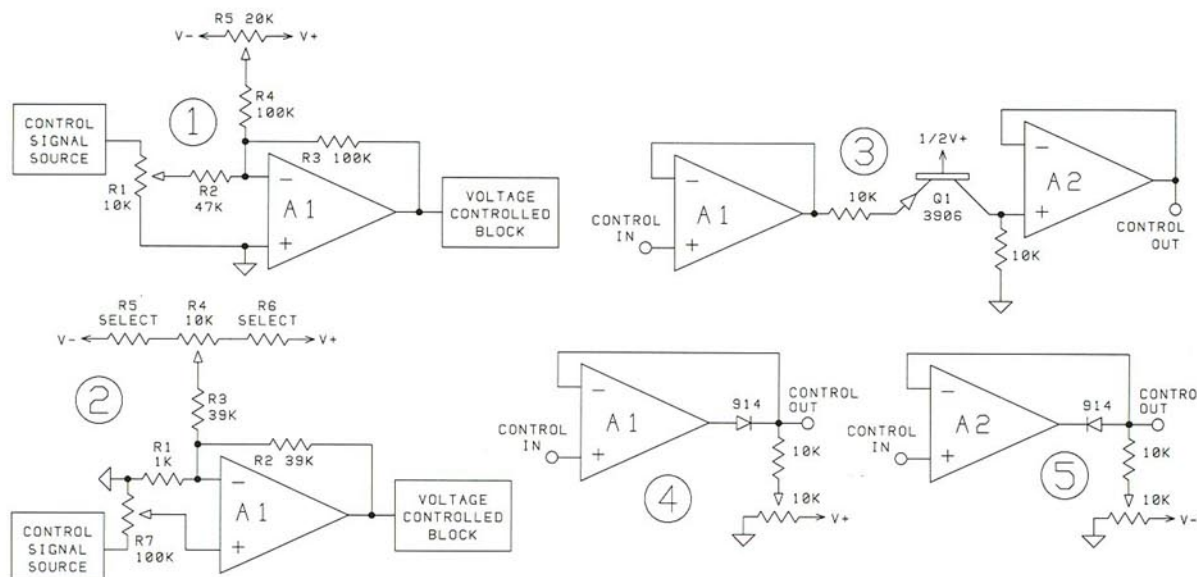 R5 20K
V-
V+
R4
100K
1
CONTROL
SIGNAL
SOURCE
R3 100K
R1
10K
R2
47K
-
A1
+
VOLTAGE
CONTROLLED
BLOCK
3
1/2V+
10K
Q1
3906
CONTROL
IN
-
A1
+
-
A2
+
CONTROL
OUT
10K
R5
SELECT
R4
10K
R6
SELECT
V-
V+
2
R3
39K
R1
1K
R2 39K
-
A1
+
CONTROL
SIGNAL
SOURCE
R7
100K
VOLTAGE
CONTROLLED
BLOCK
-
A1
+
914
CONTROL
OUT
CONTROL
IN
10K
4
10K
V+
-
A2
+
914
CONTROL
OUT
CONTROL
IN
10K
5
10K
V-